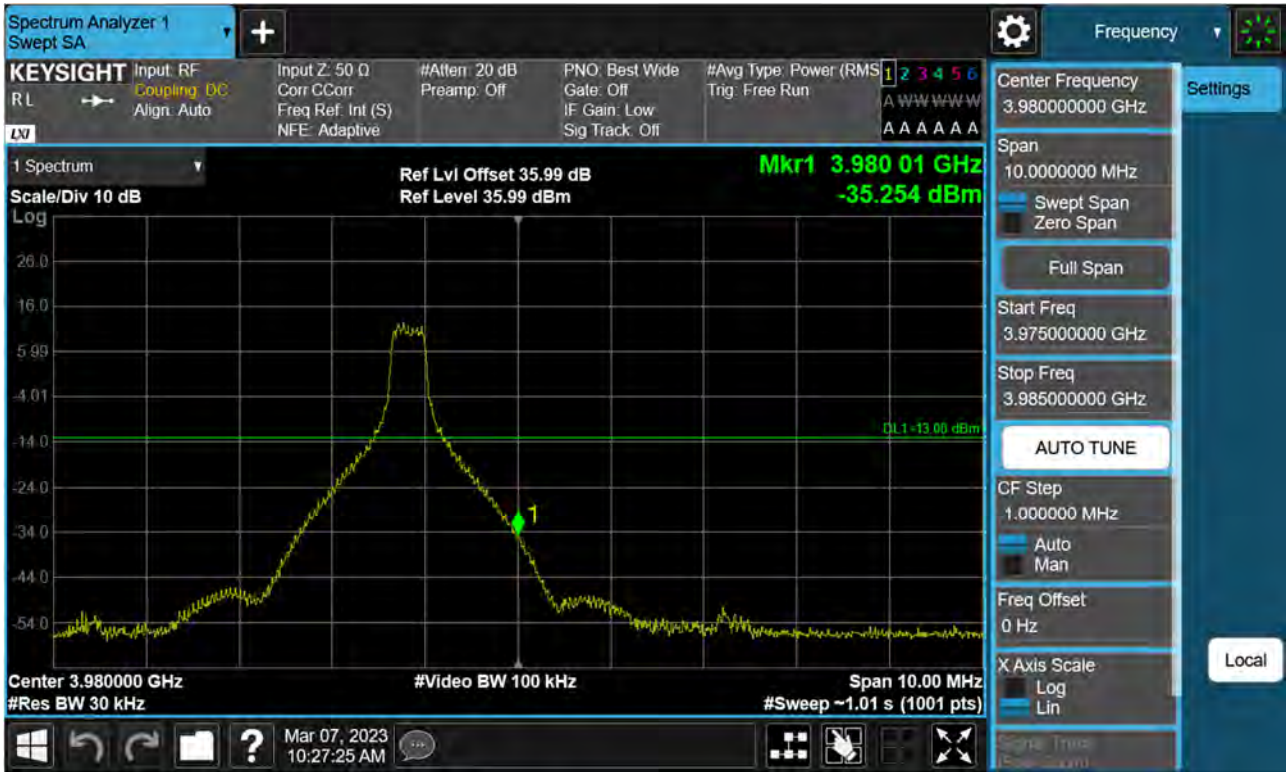 Spectrum Analyzer 1
Swept SA
Frequency
KEYSIGHT
R L
LXI
Input: RF
Coupling: DC
Align: Auto
Input Z: 50 Ω
Corr CCorr
Freq Ref: Int (S)
NFE: Adaptive
#Atten: 20 dB
Preamp: Off
PNO: Best Wide
Gate: Off
IF Gain: Low
Sig Track: Off
#Avg Type: Power (RMS
Trig: Free Run
1 2 3 4 5 6
A W W W W W
A A A A A A
Center Frequency
3.980000000 GHz
Settings
Span
10.0000000 MHz
Swept Span
Zero Span
Full Span
Start Freq
3.975000000 GHz
Stop Freq
3.985000000 GHz
AUTO TUNE
CF Step
1.000000 MHz
Auto
Man
Freq Offset
0 Hz
X Axis Scale
Log
Lin
Local
1 Spectrum
Scale/Div 10 dB
Ref Lvl Offset 35.99 dB
Ref Level 35.99 dBm
Mkr1 3.980 01 GHz
-35.254 dBm
Log
26.0
16.0
5.99
-4.01
-14.0
-24.0
-34.0
-44.0
-54.0
DL1 -13.00 dBm
1
Center 3.980000 GHz
#Video BW 100 kHz
Span 10.00 MHz
#Res BW 30 kHz
#Sweep ~1.01 s (1001 pts)
?
Mar 07, 2023
10:27:25 AM